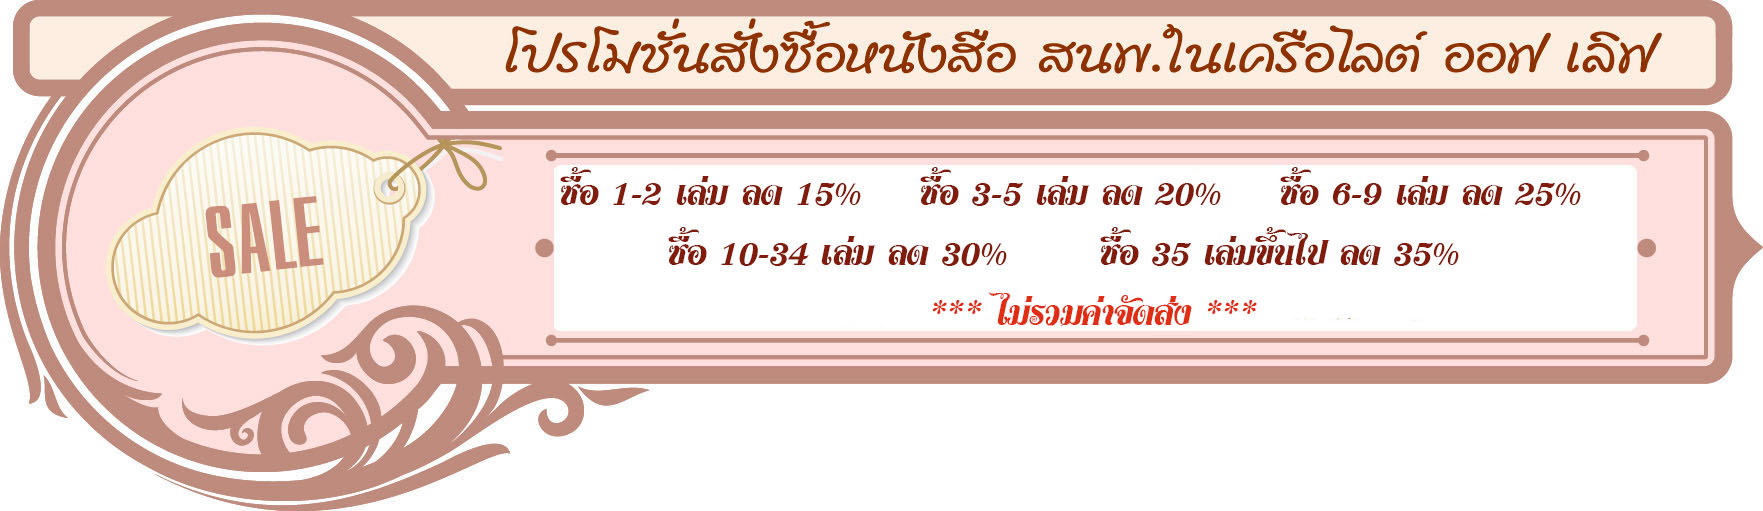 โปรโมชั่นสั่งซื้อหนังสือ สนพ.ในเครือไลต์ ออฟ เลิฟ
SALE
ซื้อ 1-2 เล่ม ลด 15% ซื้อ 3-5 เล่ม ลด 20% ซื้อ 6-9 เล่ม ลด 25%
ซื้อ 10-34 เล่ม ลด 30% ซื้อ 35 เล่มขึ้นไป ลด 35%
*** ไม่รวมค่าจัดส่ง ***